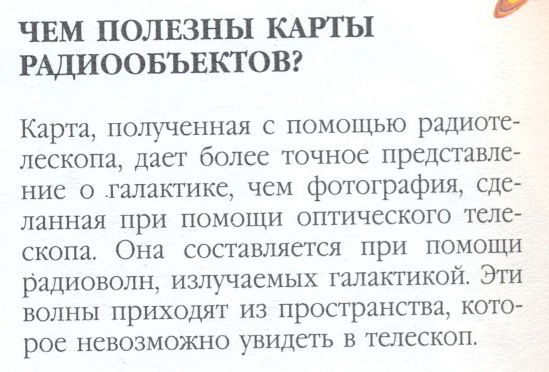 ЧЕМ ПОЛЕЗНЫ КАРТЫ
РАДИООБЪЕКТОВ?
Карта, полученная с помощью радиоте-
лескопа, дает более точное представле-
ние о галактике, чем фотография, сде-
ланная при помощи оптического теле-
скопа. Она составляется при помощи
радиоволн, излучаемых галактикой. Эти
волны приходят из пространства, кото-
рое невозможно увидеть в телескоп.